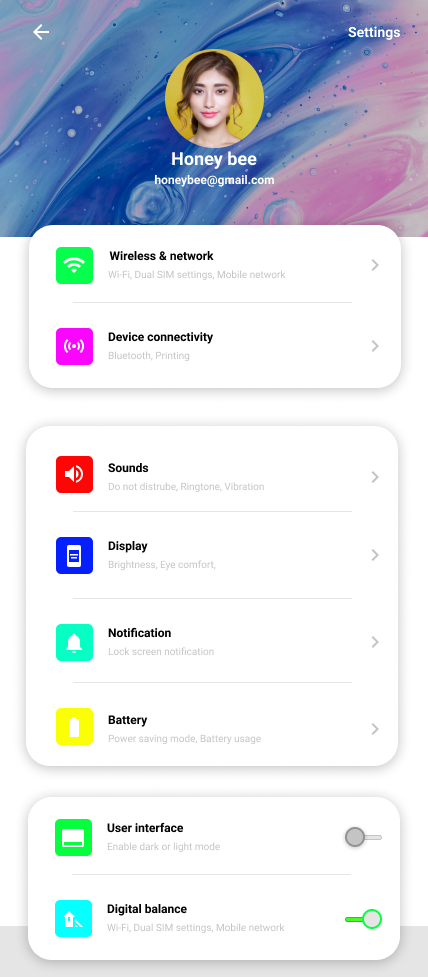 Settings
Honey bee
honeybee@gmail.com
Wireless & network
Wi-Fi, Dual SIM settings, Mobile network
Device connectivity
Bluetooth, Printing
Sounds
Do not distrube, Ringtone, Vibration
Display
Brightness, Eye comfort,
Notification
Lock screen notification
Battery
Power saving mode, Battery usage
User interface
Enable dark or light mode
Digital balance
Wi-Fi, Dual SIM settings, Mobile network